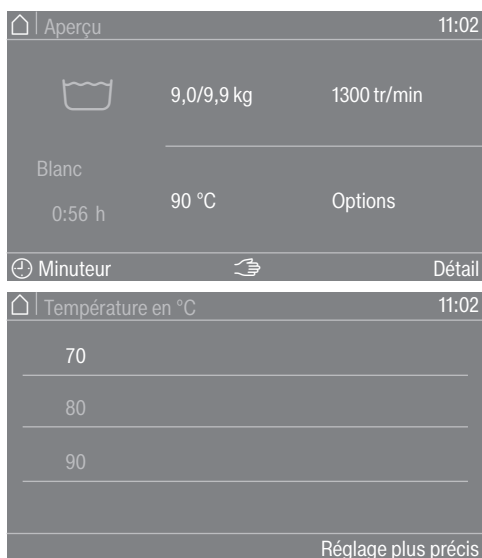 Aperçu 11:02
9,0/9,9 kg 1300 tr/min
Blanc
0:56 h
90 °C Options
Minuteur Détail
Température en °C 11:02
70
80
90
Réglage plus précis